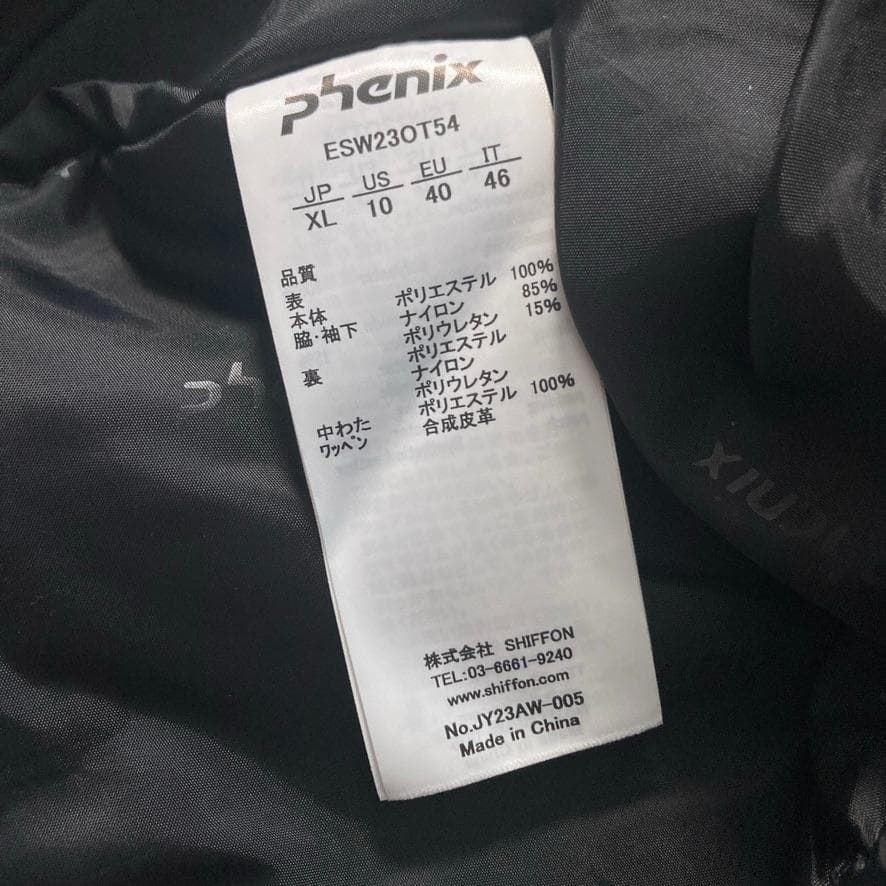 phenix
ESW23OT54
JP US EU IT
XL 10 40 46
品質
表
本体 ポリエステル 100%
脇・袖下 ナイロン 85%
ポリウレタン 15%
裏 ポリエステル
ナイロン
ポリウレタン
中わた ポリエステル 100%
ワッペン 合成皮革
株式会社 SHIFFON
TEL:03-6661-9240
www.shiffon.com
No.JY23AW-005
Made in China
phe
enix